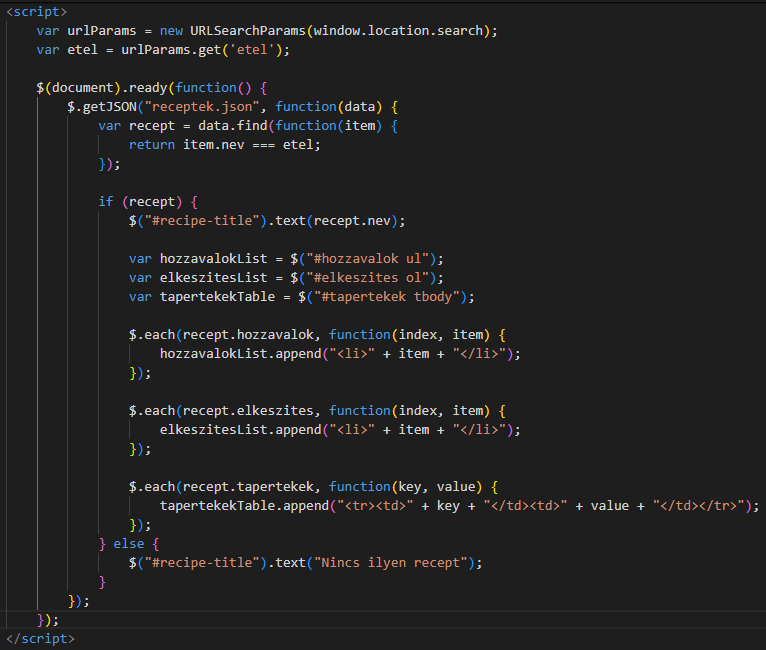 <script>
var urlParams = new URLSearchParams(window.location.search);
var etel = urlParams.get('etel');
$(document).ready(function() {
$.getJSON("receptek.json", function(data) {
var recept = data.find(function(item) {
return item.nev === etel;
});
if (recept) {
$("#recipe-title").text(recept.nev);
var hozzavalokList = $("#hozzavalok ul");
var elkeszitesList = $("#elkeszites ol");
var tapertekekTable = $("#tapertekek tbody");
$.each(recept.hozzavalok, function(index, item) {
hozzavalokList.append("<li>" + item + "</li>");
});
$.each(recept.elkeszites, function(index, item) {
elkeszitesList.append("<li>" + item + "</li>");
});
$.each(recept.tapertekek, function(key, value) {
tapertekekTable.append("<tr><td>" + key + "</td><td>" + value + "</td></tr>");
});
} else {
$("#recipe-title").text("Nincs ilyen recept");
}
});
});
</script>